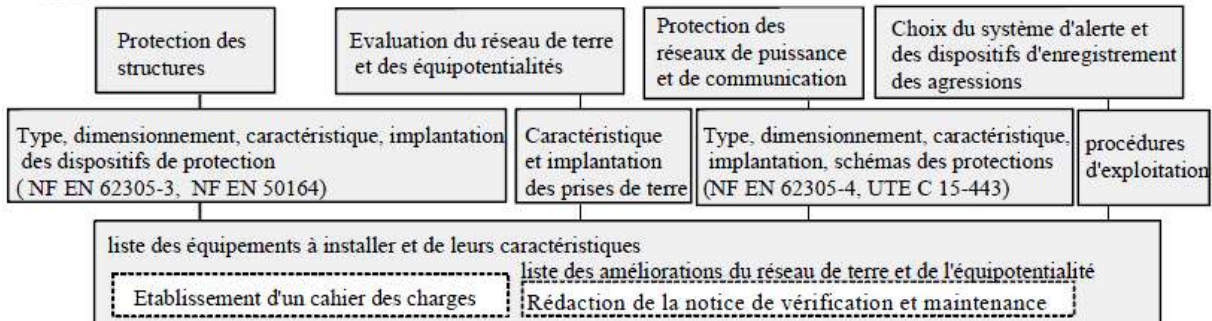 Protection des
structures
Evaluation du réseau de terre
et des équipotentialités
Protection des
réseaux de puissance
et de communication
Choix du système d'alerte et
des dispositifs d'enregistrement
des agressions
Type, dimensionnement, caractéristique, implantation
des dispositifs de protection
( NF EN 62305-3, NF EN 50164)
Caractéristique
et implantation
des prises de terre
Type, dimensionnement, caractéristique,
implantation, schémas des protections
(NF EN 62305-4, UTE C 15-443)
procédures
d'exploitation
liste des équipements à installer et de leurs caractéristiques
liste des améliorations du réseau de terre et de l'équipotentialité
Etablissement d'un cahier des charges
Rédaction de la notice de vérification et maintenance